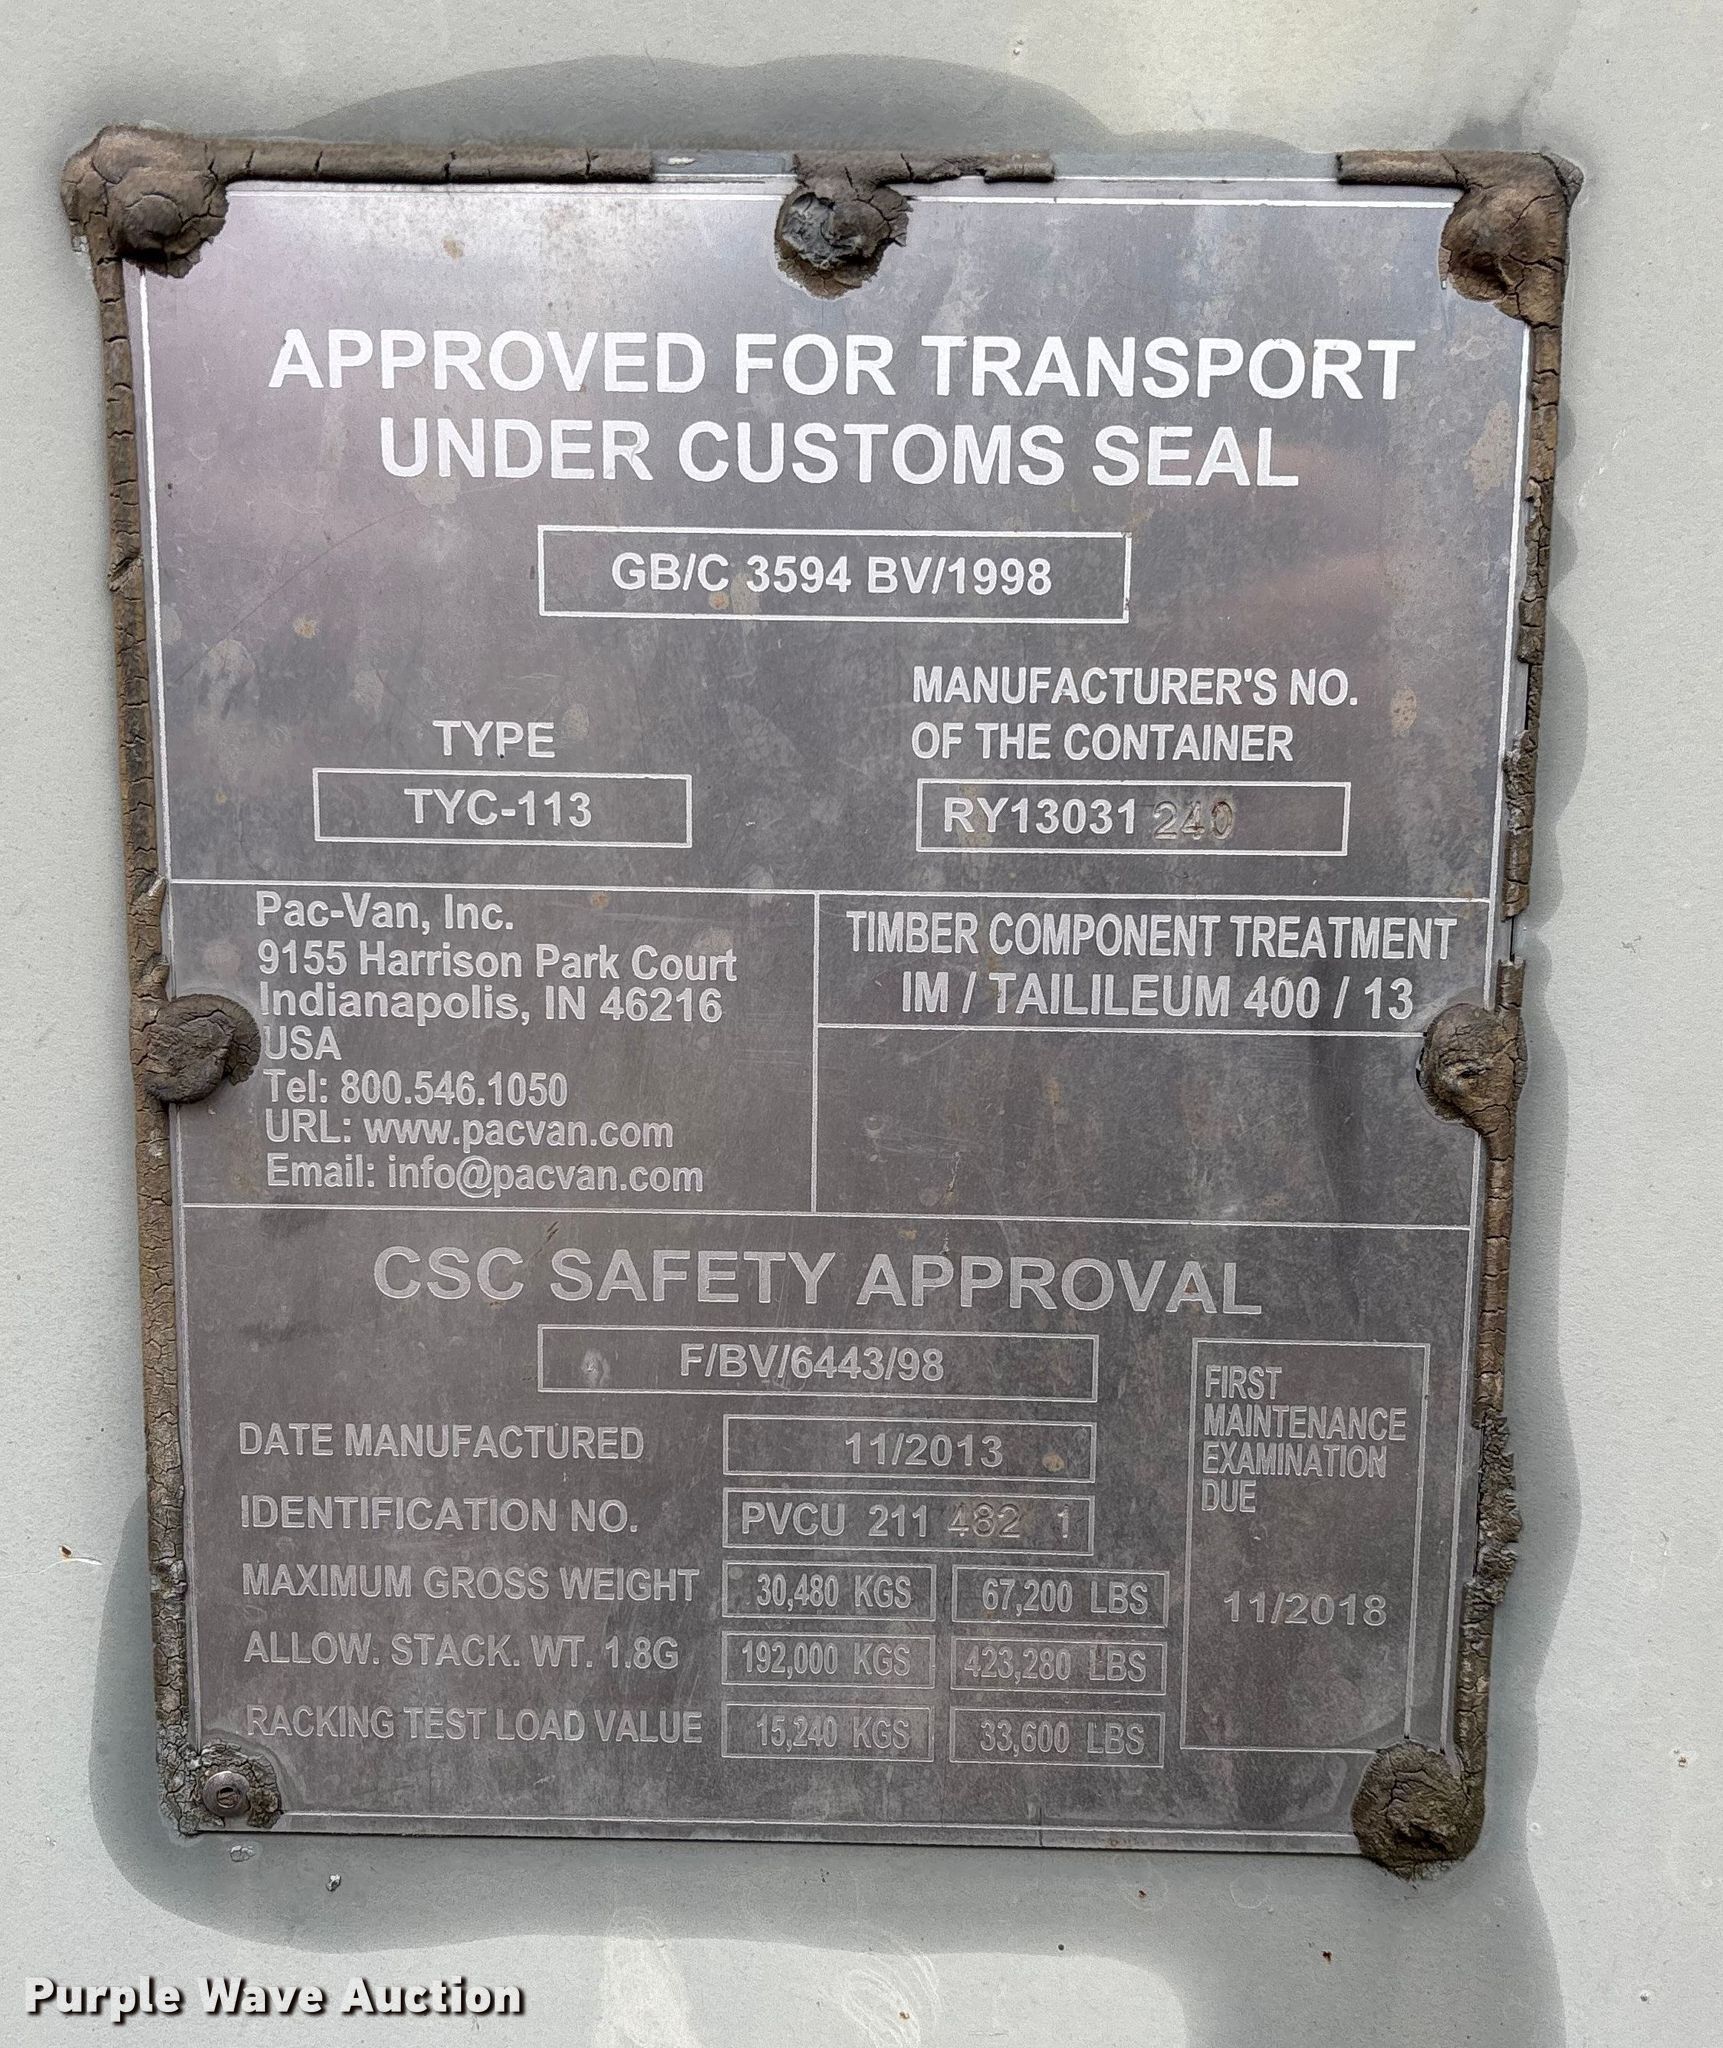 APPROVED FOR TRANSPORT
UNDER CUSTOMS SEAL
GB/C 3594 BV/1998
TYPE
TYC-113
MANUFACTURER'S NO.
OF THE CONTAINER
RY13031 240
Pac-Van, Inc.
9155 Harrison Park Court
Indianapolis, IN 46216
USA
Tel: 800.546.1050
URL: www.pacvan.com
Email: info@pacvan.com
TIMBER COMPONENT TREATMENT
IM / TAILILEUM 400 / 13
CSC SAFETY APPROVAL
F/BV/6443/98
DATE MANUFACTURED 11/2013
IDENTIFICATION NO. PVCU 211 482 1
MAXIMUM GROSS WEIGHT 30,480 KGS 67,200 LBS
ALLOW. STACK. WT. 1.8G 192,000 KGS 423,280 LBS
RACKING TEST LOAD VALUE 15,240 KGS 33,600 LBS
FIRST
MAINTENANCE
EXAMINATION
DUE
11/2018
Purple Wave Auction